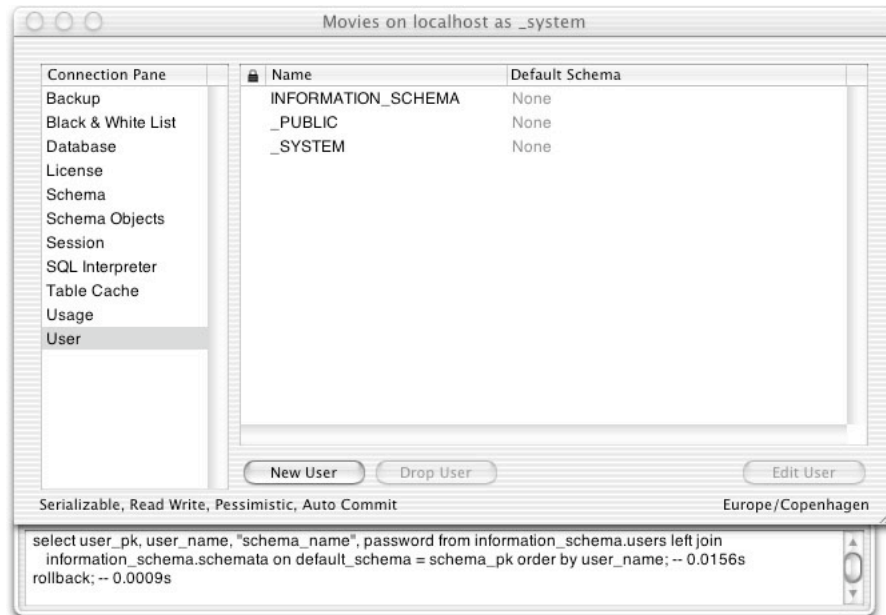 Movies on localhost as _system
Connection Pane
Backup
Black & White List
Database
License
Schema
Schema Objects
Session
SQL Interpreter
Table Cache
Usage
User
Name Default Schema
INFORMATION_SCHEMA None
_PUBLIC None
_SYSTEM None
New User Drop User Edit User
Serializable, Read Write, Pessimistic, Auto Commit Europe/Copenhagen
select user_pk, user_name, "schema_name", password from information_schema.users left join
information_schema.schemata on default_schema = schema_pk order by user_name; -- 0.0156s
rollback; -- 0.0009s